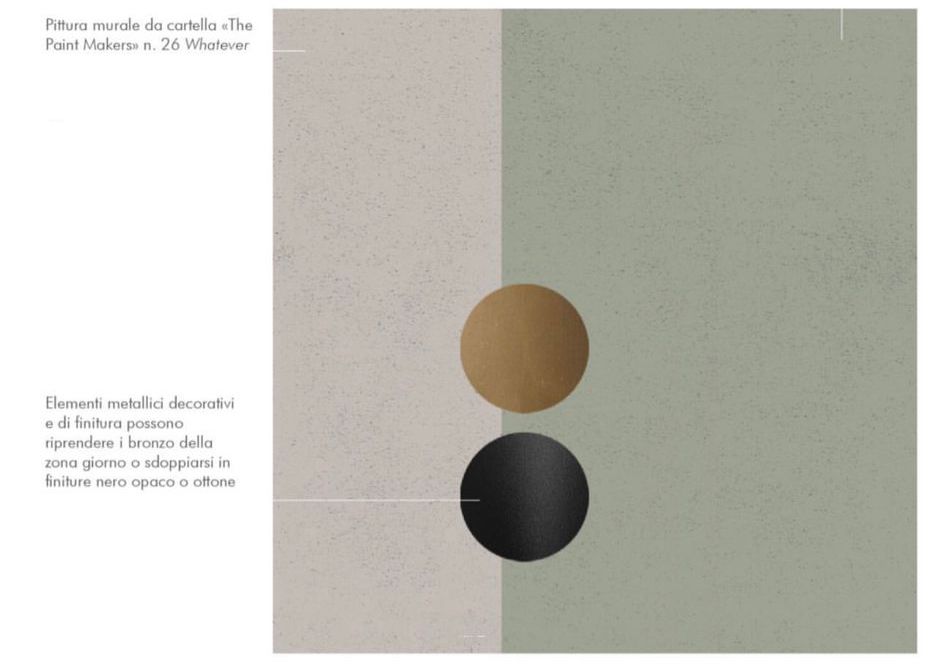 Pittura murale da cartella «The
Paint Makers» n. 26 Whatever
Elementi metallici decorativi
e di finitura possono
riprendere i bronzo della
zona giorno o sdoppiarsi in
finiture nero opaco o ottone